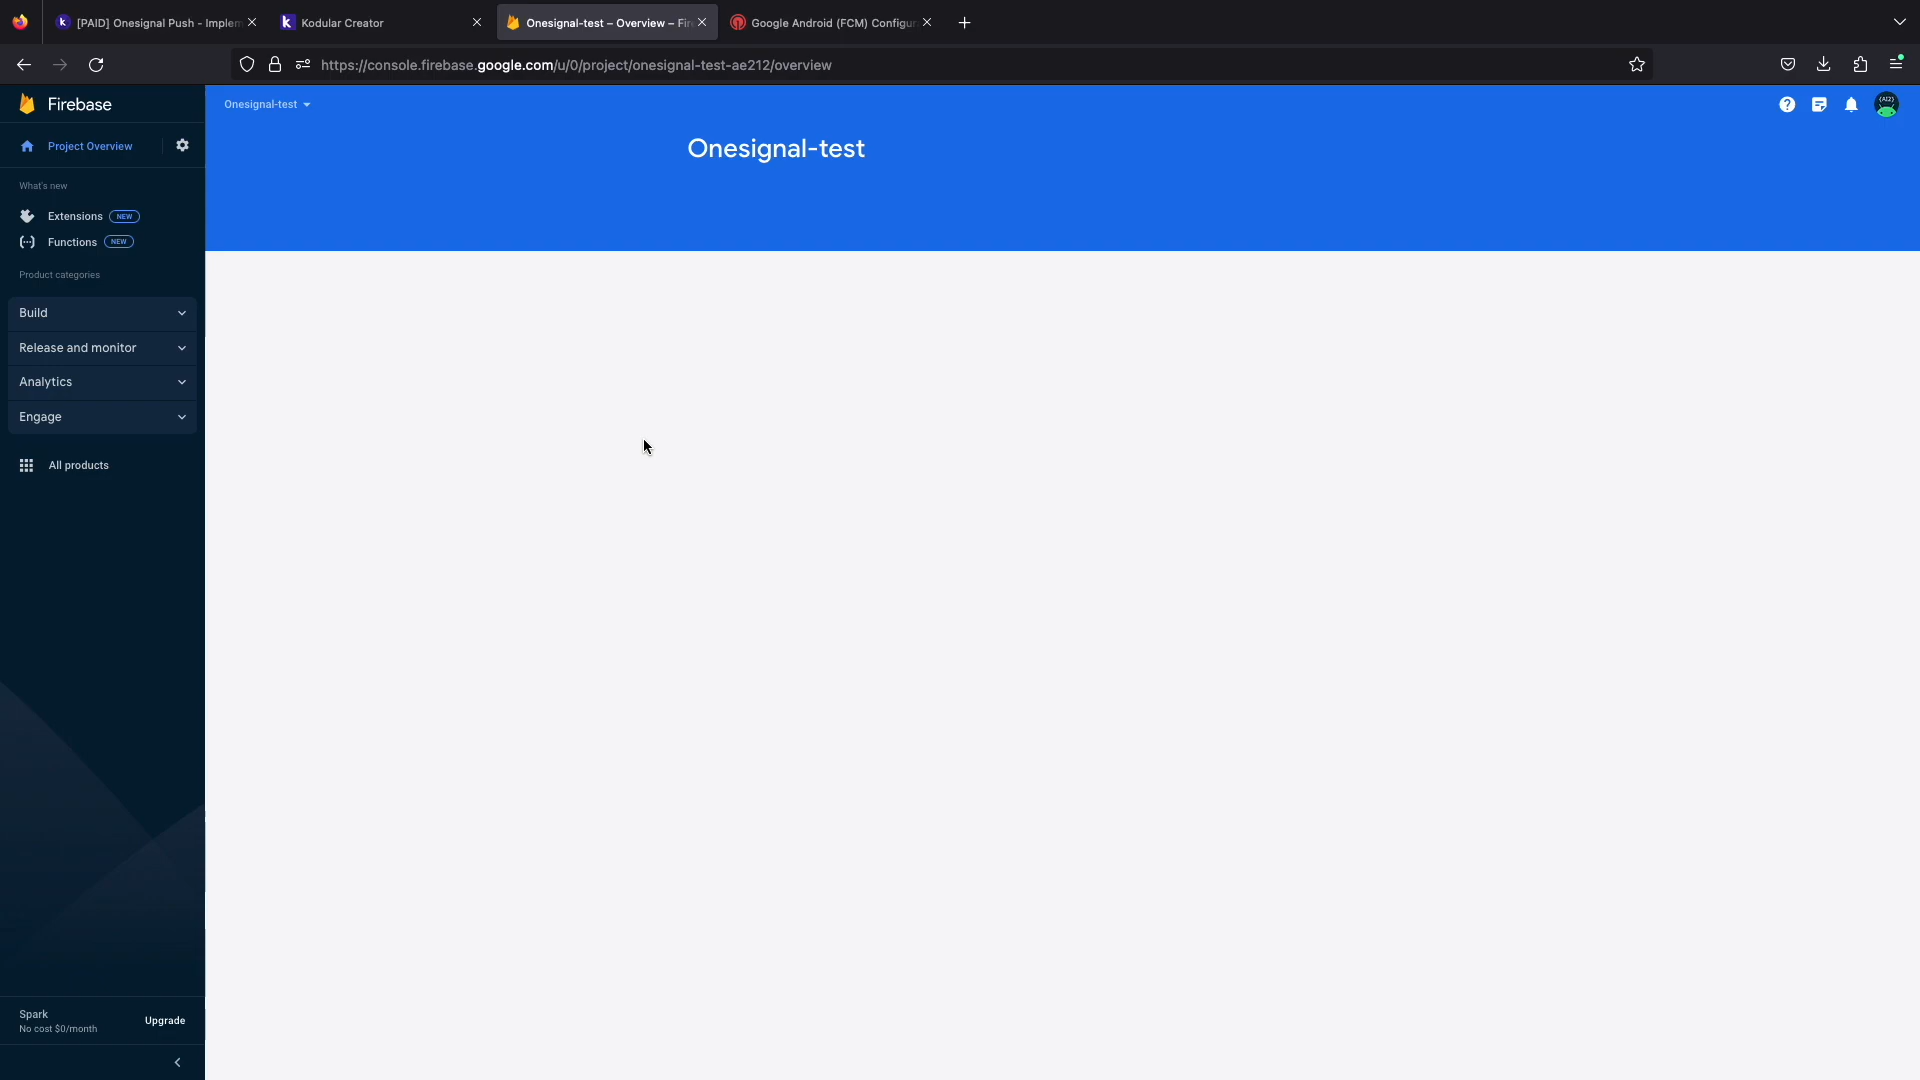 [PAID] Onesignal Push - Implem
Kodular Creator
Onesignal-test – Overview – Fire
Google Android (FCM) Configur
https://console.firebase.google.com/u/0/project/onesignal-test-ae212/overview
Firebase
Onesignal-test
Project Overview
Onesignal-test
What's new
Extensions NEW
Functions NEW
Product categories
Build
Release and monitor
Analytics
Engage
All products
Spark
No cost $0/month
Upgrade